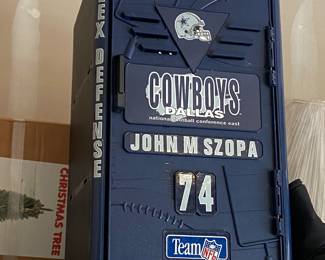 EX DEFENSE
COWBOYS
DALLAS
national football conference east
JOHN M SZOPA
74
Team NFL
CHRISTMAS TREE